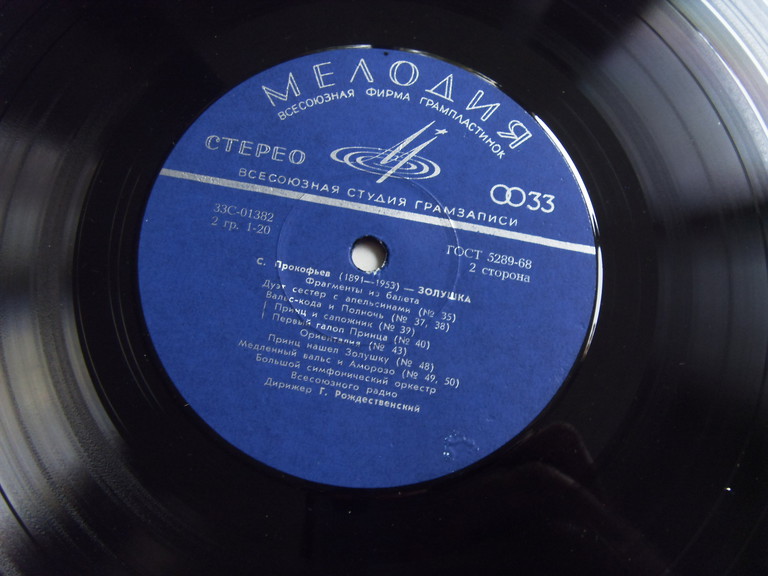 МЕЛОДИЯ
ВСЕСОЮЗНАЯ ФИРМА ГРАМПЛАСТИНОК
СТЕРЕО
33
ВСЕСОЮЗНАЯ СТУДИЯ ГРАМЗАПИСИ
33С-01382
2 гр. 1-20
ГОСТ 5289-68
2 сторона
С. Прокофьев (1891—1953) — ЗОЛУШКА
Фрагменты из балета
Дуэт сестер с апельсинами (№ 35)
Вальс-кода и Полночь (№ 37, 38)
Принц и сапожник (№ 39)
Первый галоп Принца (№ 40)
Ориенталия (№ 43)
Принц нашел Золушку (№ 48)
Медленный вальс и Аморозо (№ 49, 50)
Большой симфонический оркестр
Всесоюзного радио
Дирижер Г. Рождественский